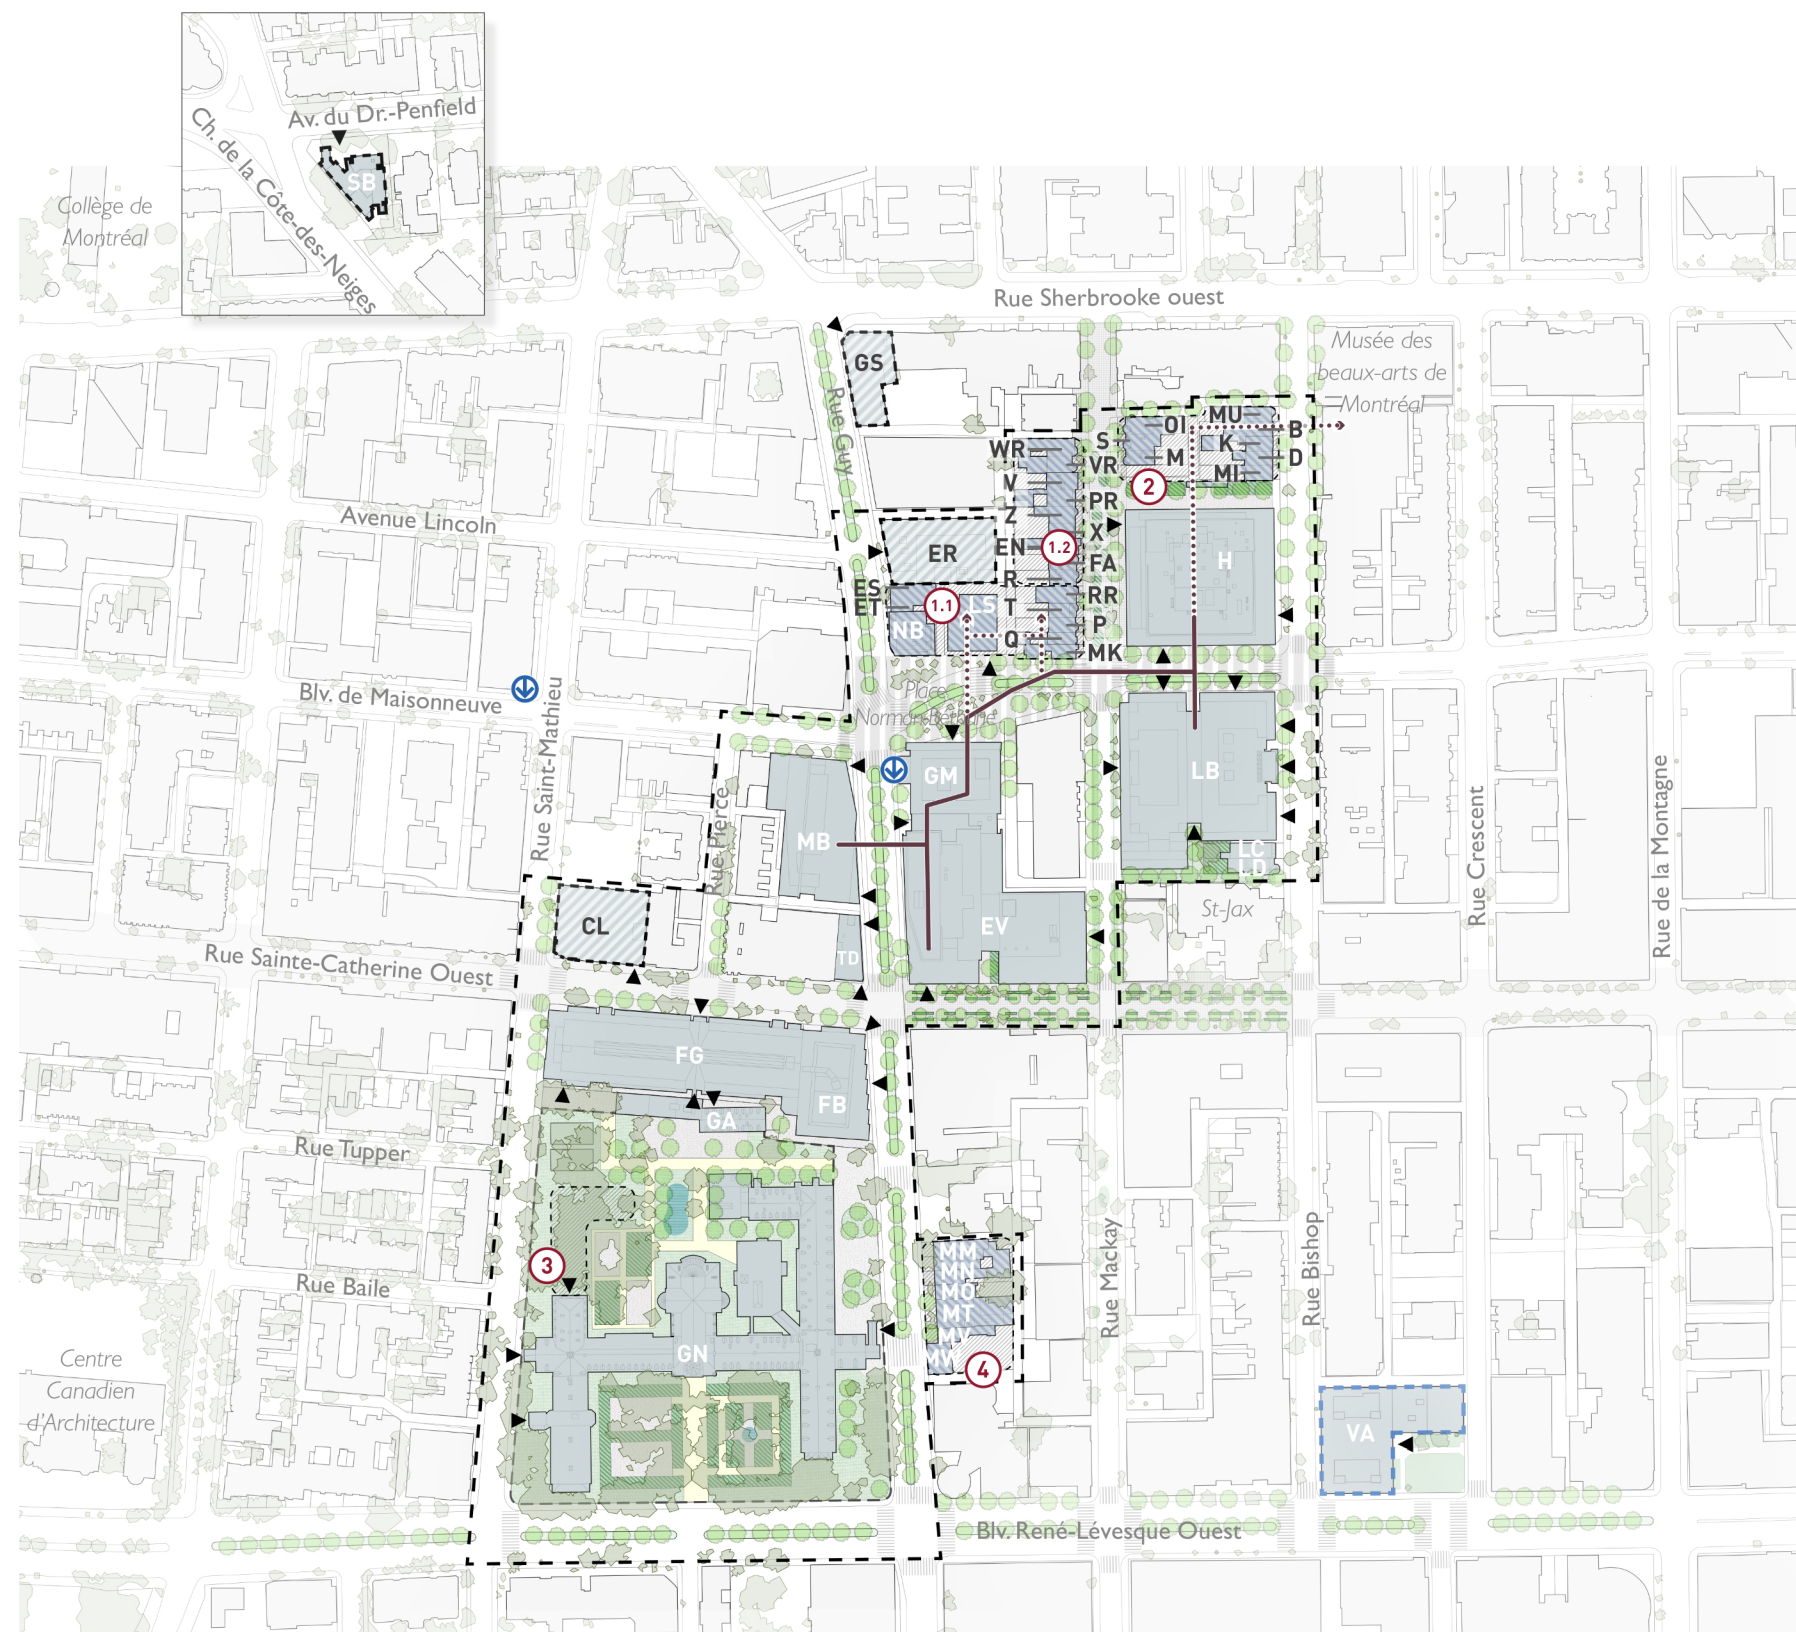 Av. du Dr.-Penfield
Ch. de la Côte-des-Neiges
SB
Collège de
Montréal
Rue Sherbrooke ouest
Musée des
beaux-arts de
Montréal
GS
Rue Guy
OI
MU
B
S
K
D
M
MI
WR
VR
V
PR
Z
X
EN
FA
R
RR
T
P
Q
MK
2
1.2
1.1
H
ER
ES
ET
LS
NB
Avenue Lincoln
Blv. de Maisonneuve
Rue Saint-Mathieu
Place
Norman-Bethune
GM
LB
MB
Rue Pierce
LC
LD
EV
St-Jax
Rue Crescent
Rue de la Montagne
CL
TD
Rue Sainte-Catherine Ouest
FG
FB
GA
Rue Tupper
Rue Baile
3
MM
MN
MO
MT
MV
MW
4
Rue Mackay
Rue Bishop
GN
Centre
Canadien
d'Architecture
VA
Blv. René-Lévesque Ouest